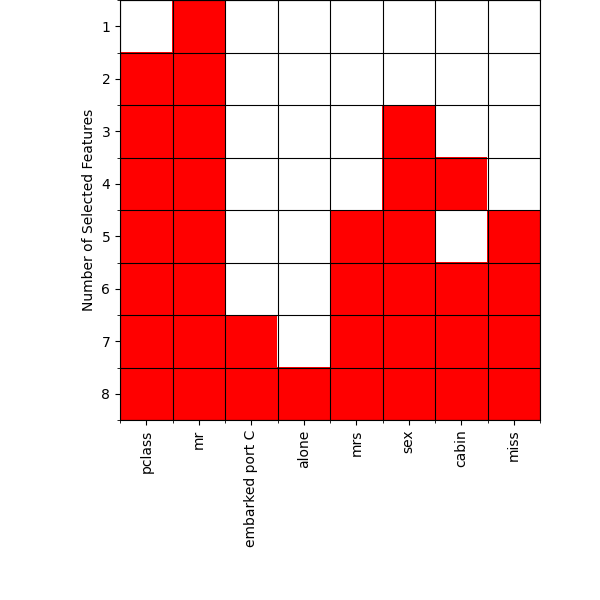 Number of Selected Features
1
2
3
4
5
6
7
8
pclass
mr
embarked port C
alone
mrs
sex
cabin
miss